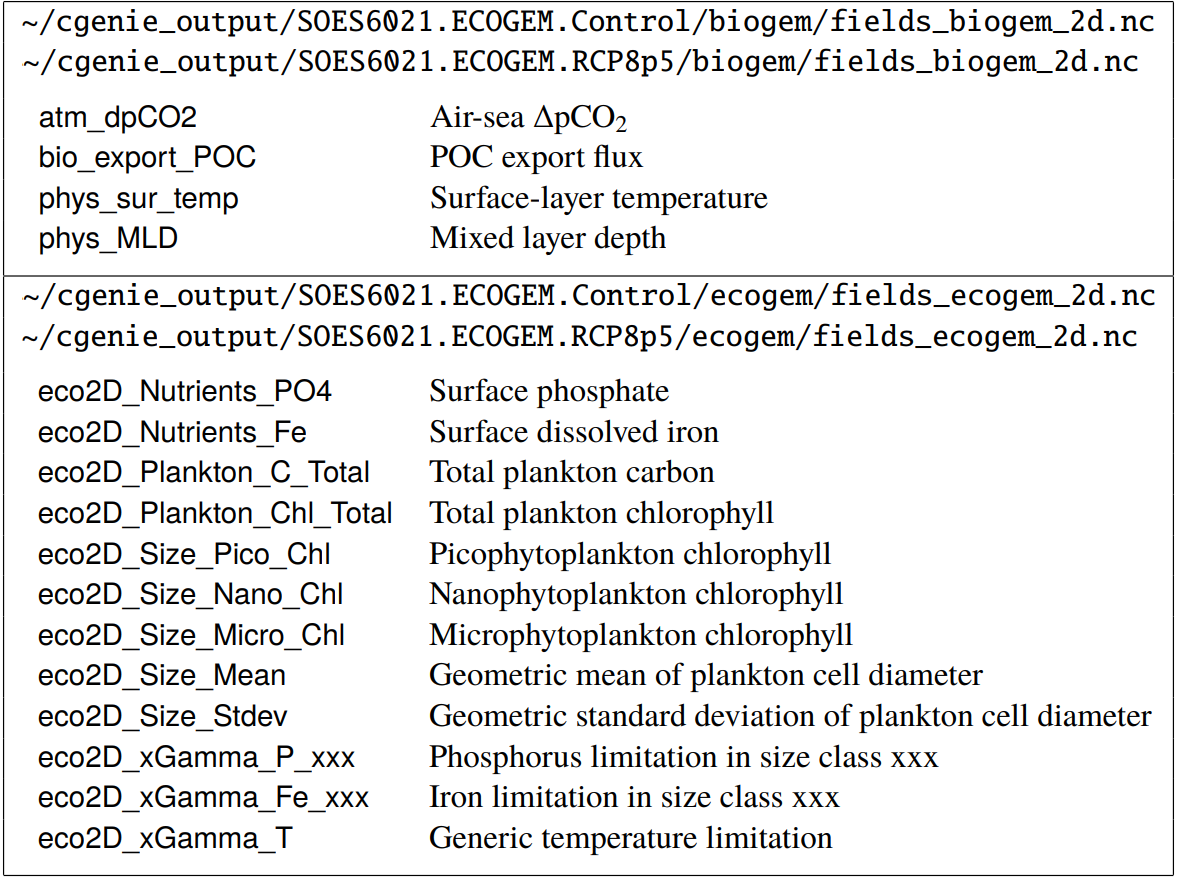 ~/cgenie_output/SOES6021.ECOGEM.Control/biogem/fields_biogem_2d.nc
~/cgenie_output/SOES6021.ECOGEM.RCP8p5/biogem/fields_biogem_2d.nc
atm_dpCO2 Air-sea ΔpCO₂
bio_export_POC POC export flux
phys_sur_temp Surface-layer temperature
phys_MLD Mixed layer depth
~/cgenie_output/SOES6021.ECOGEM.Control/ecogem/fields_ecogem_2d.nc
~/cgenie_output/SOES6021.ECOGEM.RCP8p5/ecogem/fields_ecogem_2d.nc
eco2D_Nutrients_PO4 Surface phosphate
eco2D_Nutrients_Fe Surface dissolved iron
eco2D_Plankton_C_Total Total plankton carbon
eco2D_Plankton_Chl_Total Total plankton chlorophyll
eco2D_Size_Pico_Chl Picophytoplankton chlorophyll
eco2D_Size_Nano_Chl Nanophytoplankton chlorophyll
eco2D_Size_Micro_Chl Microphytoplankton chlorophyll
eco2D_Size_Mean Geometric mean of plankton cell diameter
eco2D_Size_Stdev Geometric standard deviation of plankton cell diameter
eco2D_xGamma_P_xxx Phosphorus limitation in size class xxx
eco2D_xGamma_Fe_xxx Iron limitation in size class xxx
eco2D_xGamma_T Generic temperature limitation